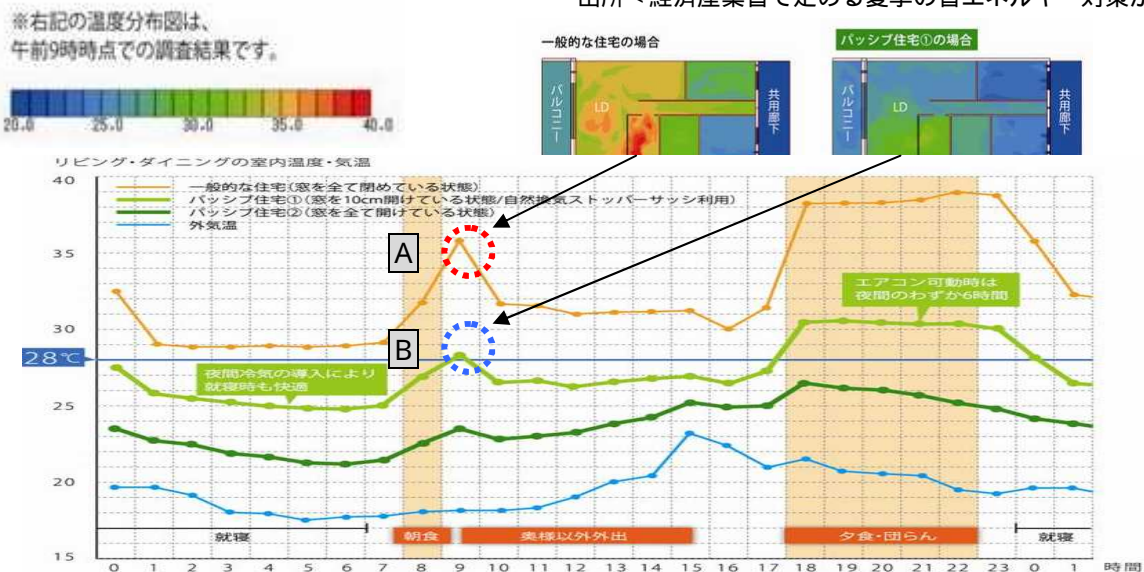 ※右記の温度分布図は、
午前9時時点での調査結果です。
20.0 25.0 30.0 35.0 40.0
一般的な住宅の場合
パッシブ住宅①の場合
バルコニー
LD
共用廊下
バルコニー
LD
共用廊下
リビング・ダイニングの室内温度・気温
40
35
30
28℃
25
20
15
一般的な住宅(窓を全て閉めている状態)
パッシブ住宅①(窓を10cm開けている状態/自然換気ストッパーサッシ利用)
パッシブ住宅②(窓を全て開けている状態)
外気温
A
B
エアコン可動時は
夜間のわずか6時間
夜間冷気の導入により
就寝時も快適
就寝
朝食
奥様以外外出
夕食・団らん
就寝
0 1 2 3 4 5 6 7 8 9 10 11 12 13 14 15 16 17 18 19 20 21 22 23 0 1 時間